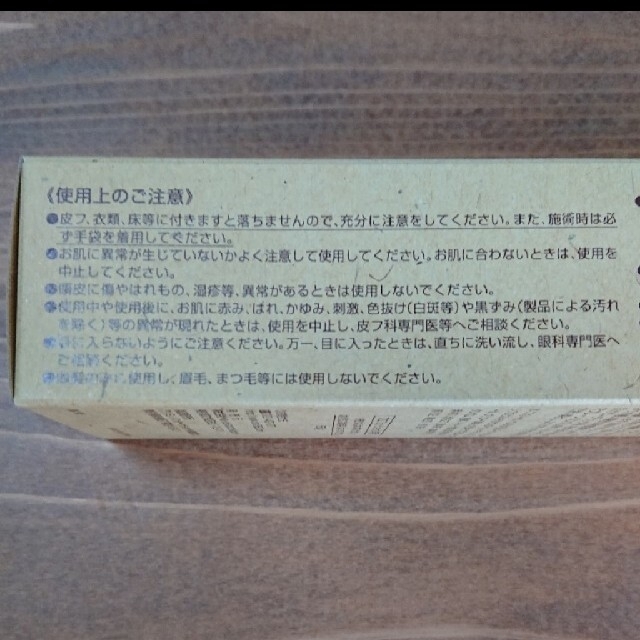 《使用上のご注意》
●皮フ、衣類、床等に付きますと落ちませんので、充分に注意をしてください。また、施術時は必
ず手袋を着用してください。
●お肌に異常が生じていないかよく注意して使用してください。お肌に合わないときは、使用を
中止してください。
●頭皮に傷やはれもの、湿疹等、異常があるときは使用しないでください。
●使用中や使用後に、お肌に赤み、はれ、かゆみ、刺激、色抜け(白斑等)や黒ずみ(製品による汚れ
を除く)等の異常が現れたときは、使用を中止し、皮フ科専門医等へご相談ください。
●目に入らないようにご注意ください。万一、目に入ったときは、直ちに洗い流し、眼科専門医へ
ご相談ください。
使用し、眉毛、まつ毛等には使用しないでください。